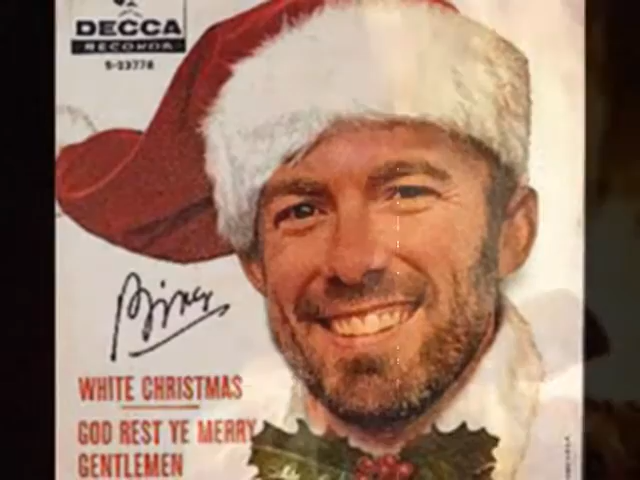 DECCA
RECORDS
9-23778
Bing
WHITE CHRISTMAS
GOD REST YE MERRY
GENTLEMEN